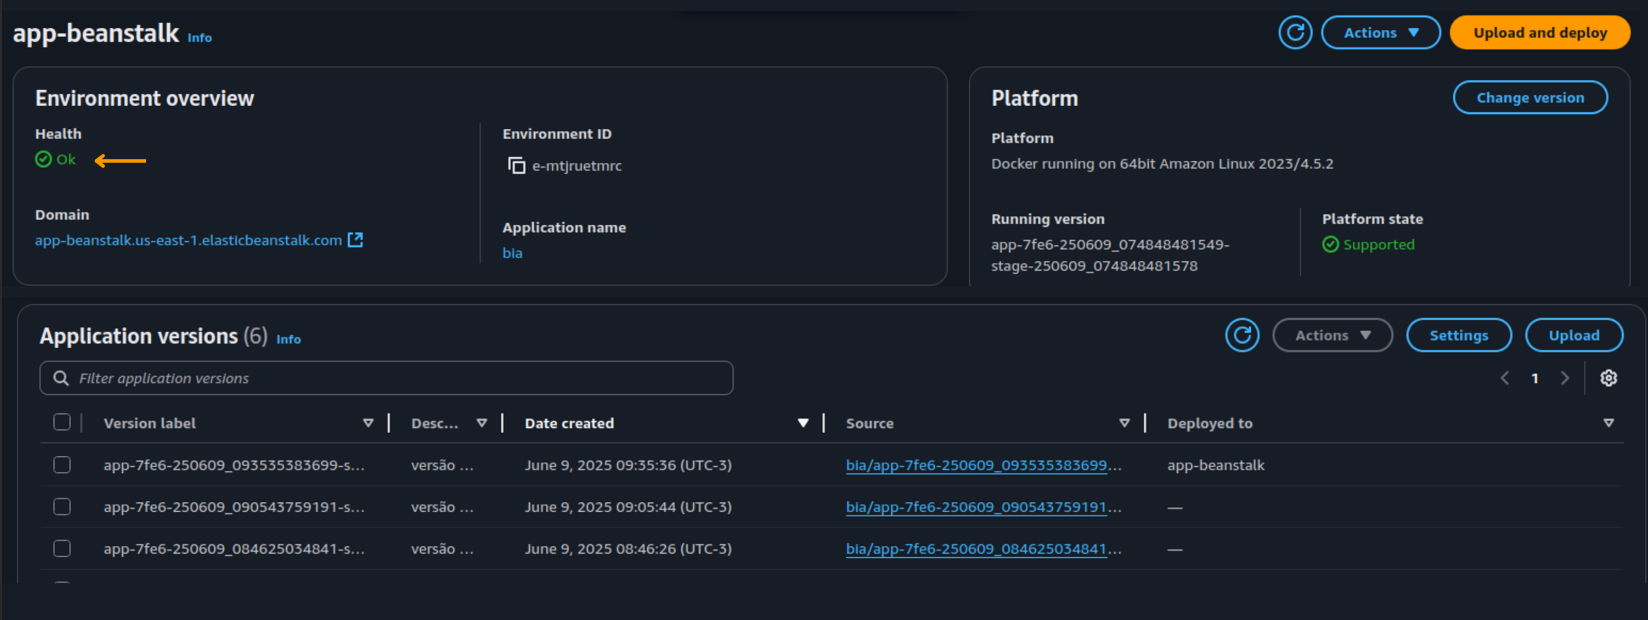 app-beanstalk Info
Actions
Upload and deploy
Environment overview
Health
Ok
Domain
app-beanstalk.us-east-1.elasticbeanstalk.com
Environment ID
e-mtjruetmrc
Application name
bia
Platform
Change version
Platform
Docker running on 64bit Amazon Linux 2023/4.5.2
Running version
app-7fe6-250609_074848481549-
stage-250609_074848481578
Platform state
Supported
Application versions (6) Info
Actions
Settings
Upload
Filter application versions
1
Version label Desc... Date created Source Deployed to
app-7fe6-250609_093535383699-s... versão ... June 9, 2025 09:35:36 (UTC-3) bia/app-7fe6-250609_093535383699... app-beanstalk
app-7fe6-250609_090543759191-s... versão ... June 9, 2025 09:05:44 (UTC-3) bia/app-7fe6-250609_090543759191... —
app-7fe6-250609_084625034841-s... versão ... June 9, 2025 08:46:26 (UTC-3) bia/app-7fe6-250609_084625034841... —